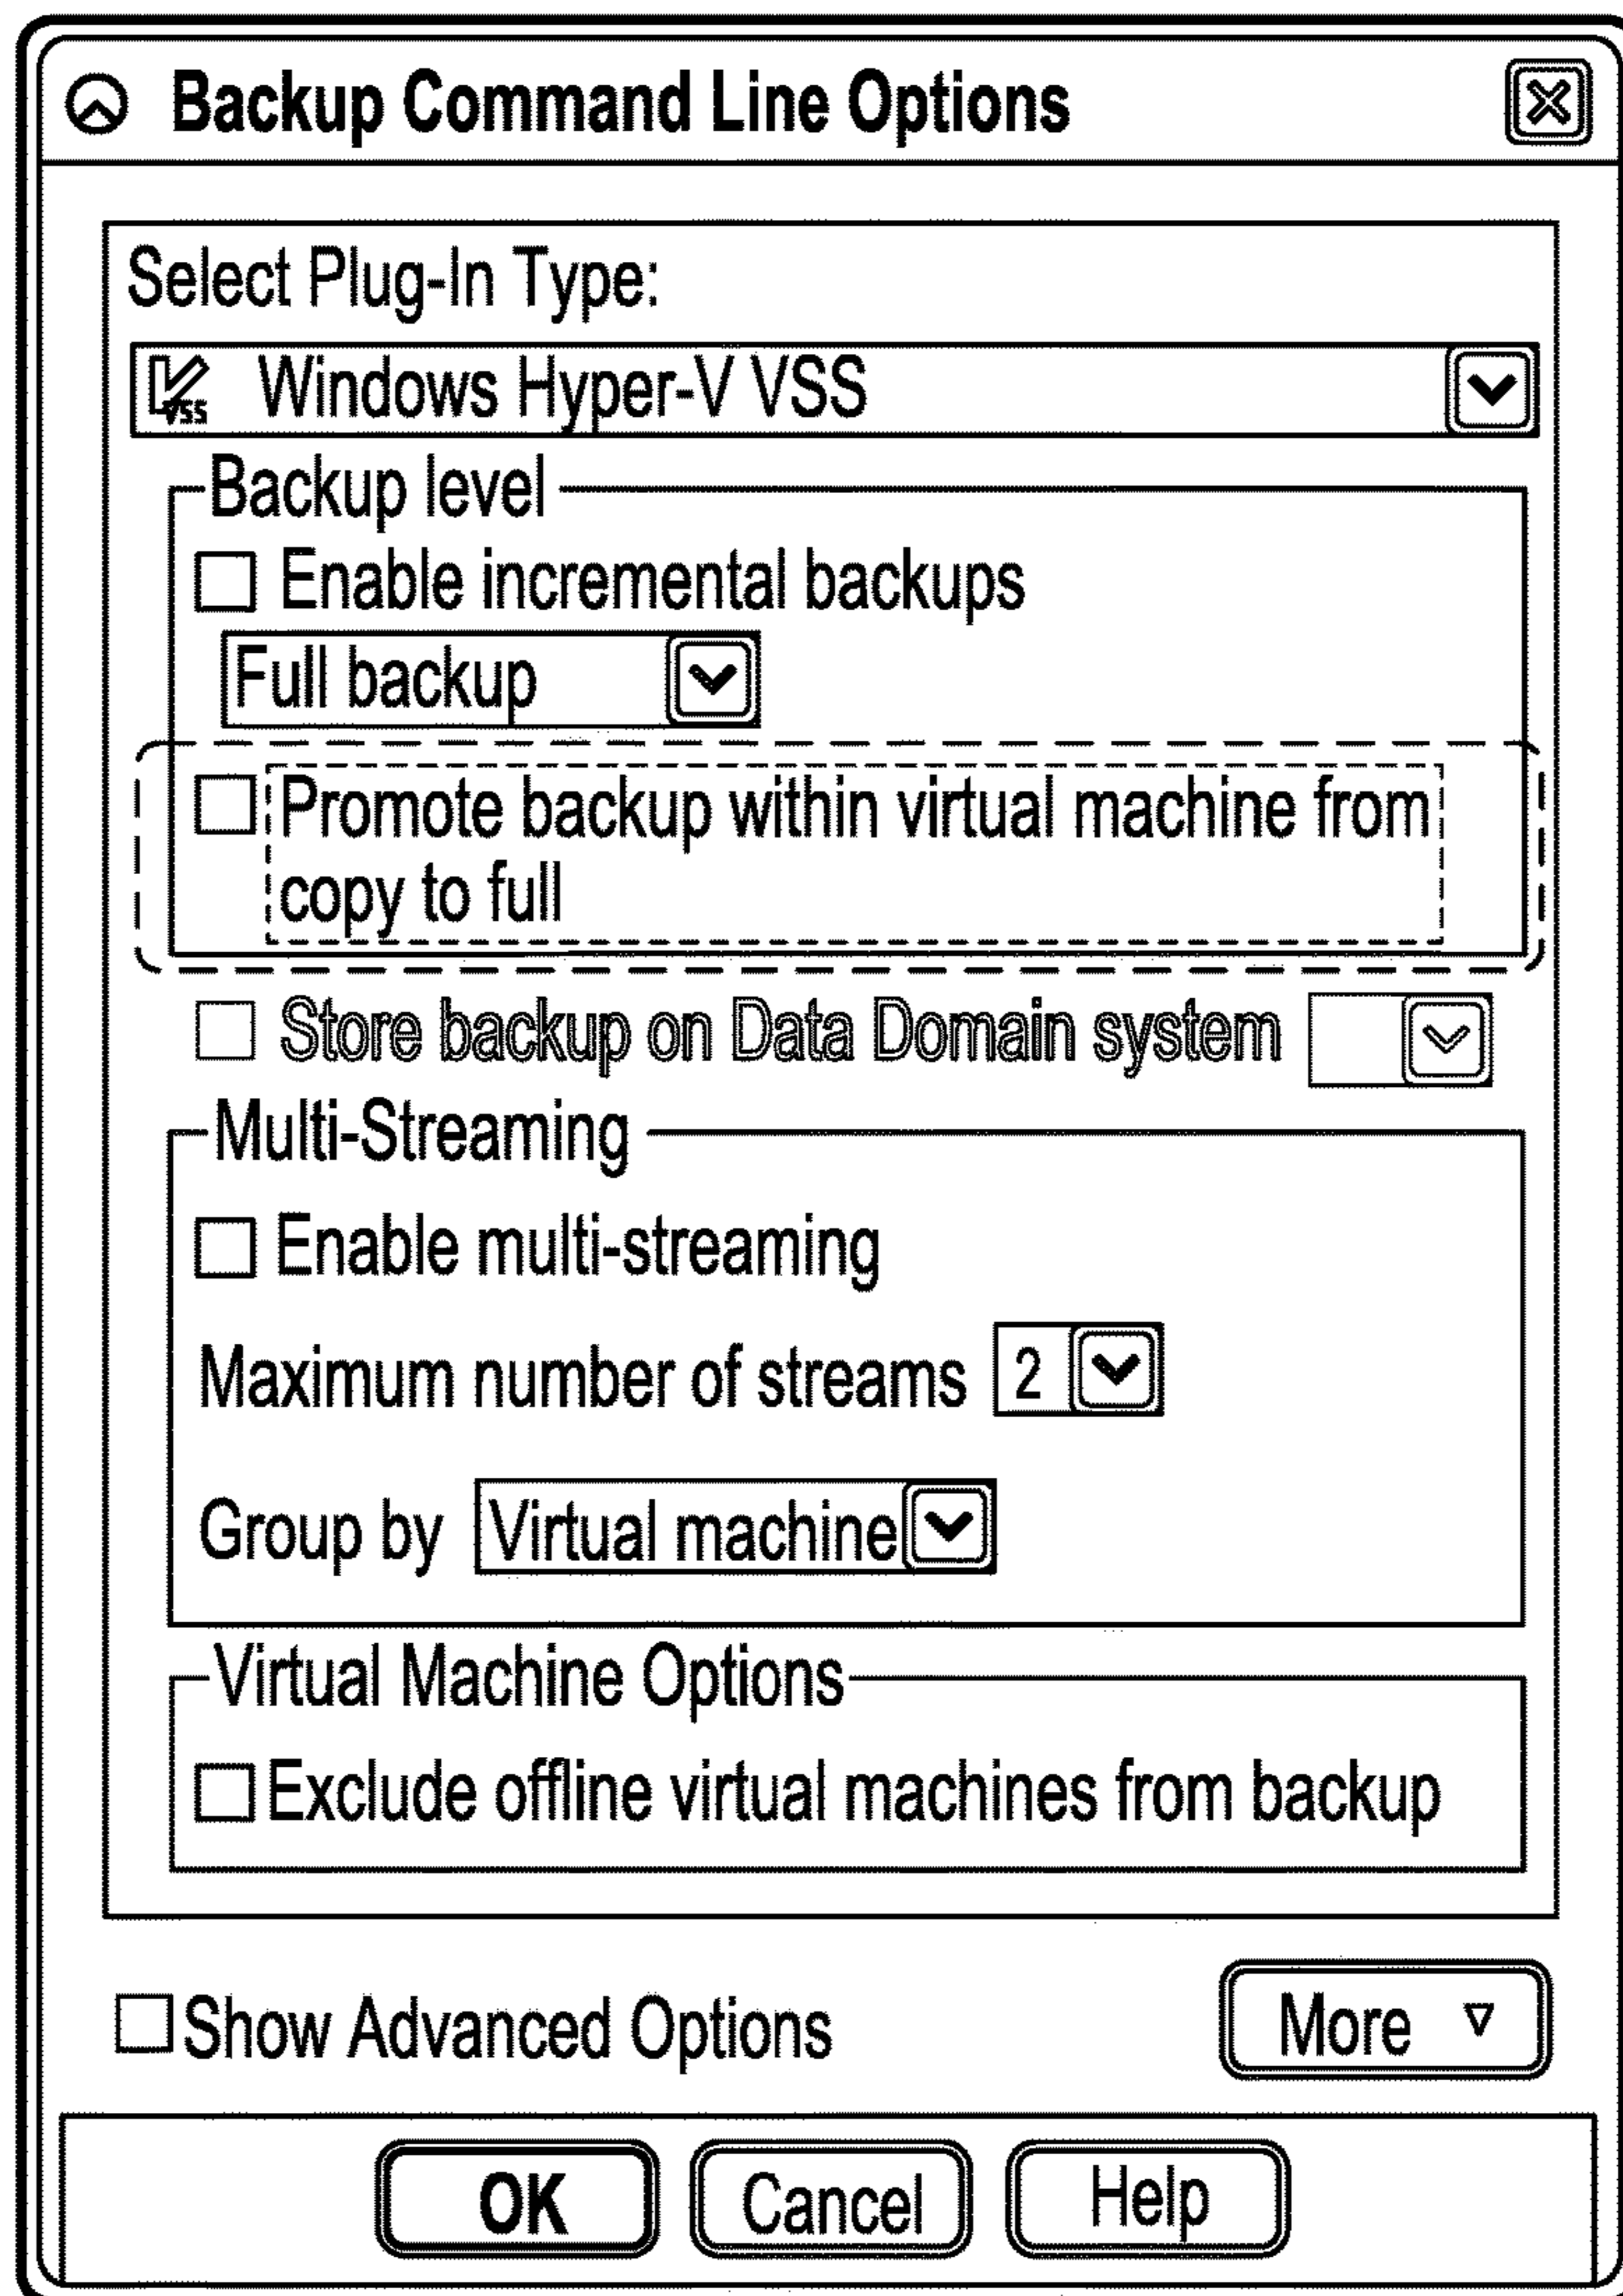 Backup Command Line Options
Select Plug-In Type:
VSS Windows Hyper-V VSS
Backup level
Enable incremental backups
Full backup
Promote backup within virtual machine from
copy to full
Store backup on Data Domain system
Multi-Streaming
Enable multi-streaming
Maximum number of streams 2
Group by Virtual machine
Virtual Machine Options
Exclude offline virtual machines from backup
Show Advanced Options More
OK Cancel Help